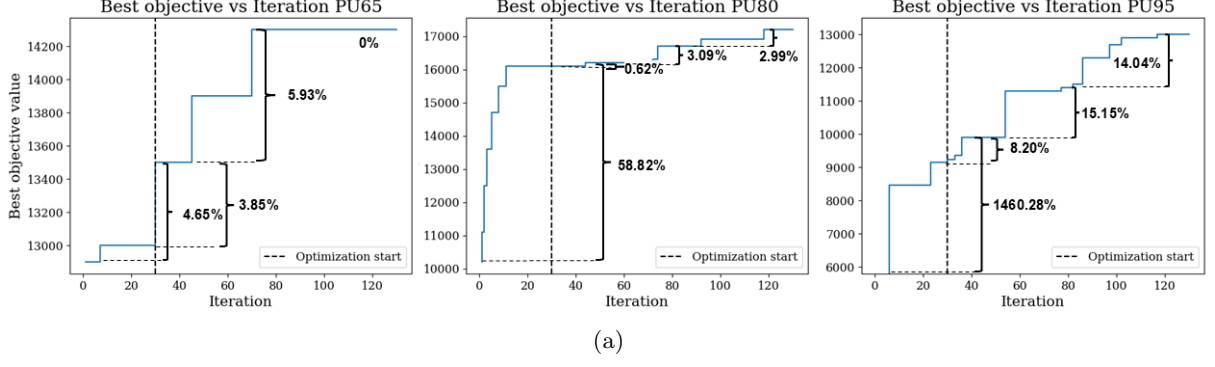 Best objective vs Iteration PU65
Best objective value
14200
14000
13800
13600
13400
13200
13000
0%
5.93%
4.65%
3.85%
Optimization start
0 20 40 60 80 100 120
Iteration
Best objective vs Iteration PU80
17000
16000
15000
14000
13000
12000
11000
10000
0.62%
3.09%
2.99%
58.82%
Optimization start
0 20 40 60 80 100 120
Iteration
Best objective vs Iteration PU95
13000
12000
11000
10000
9000
8000
7000
6000
14.04%
15.15%
8.20%
1460.28%
Optimization start
0 20 40 60 80 100 120
Iteration
(a)